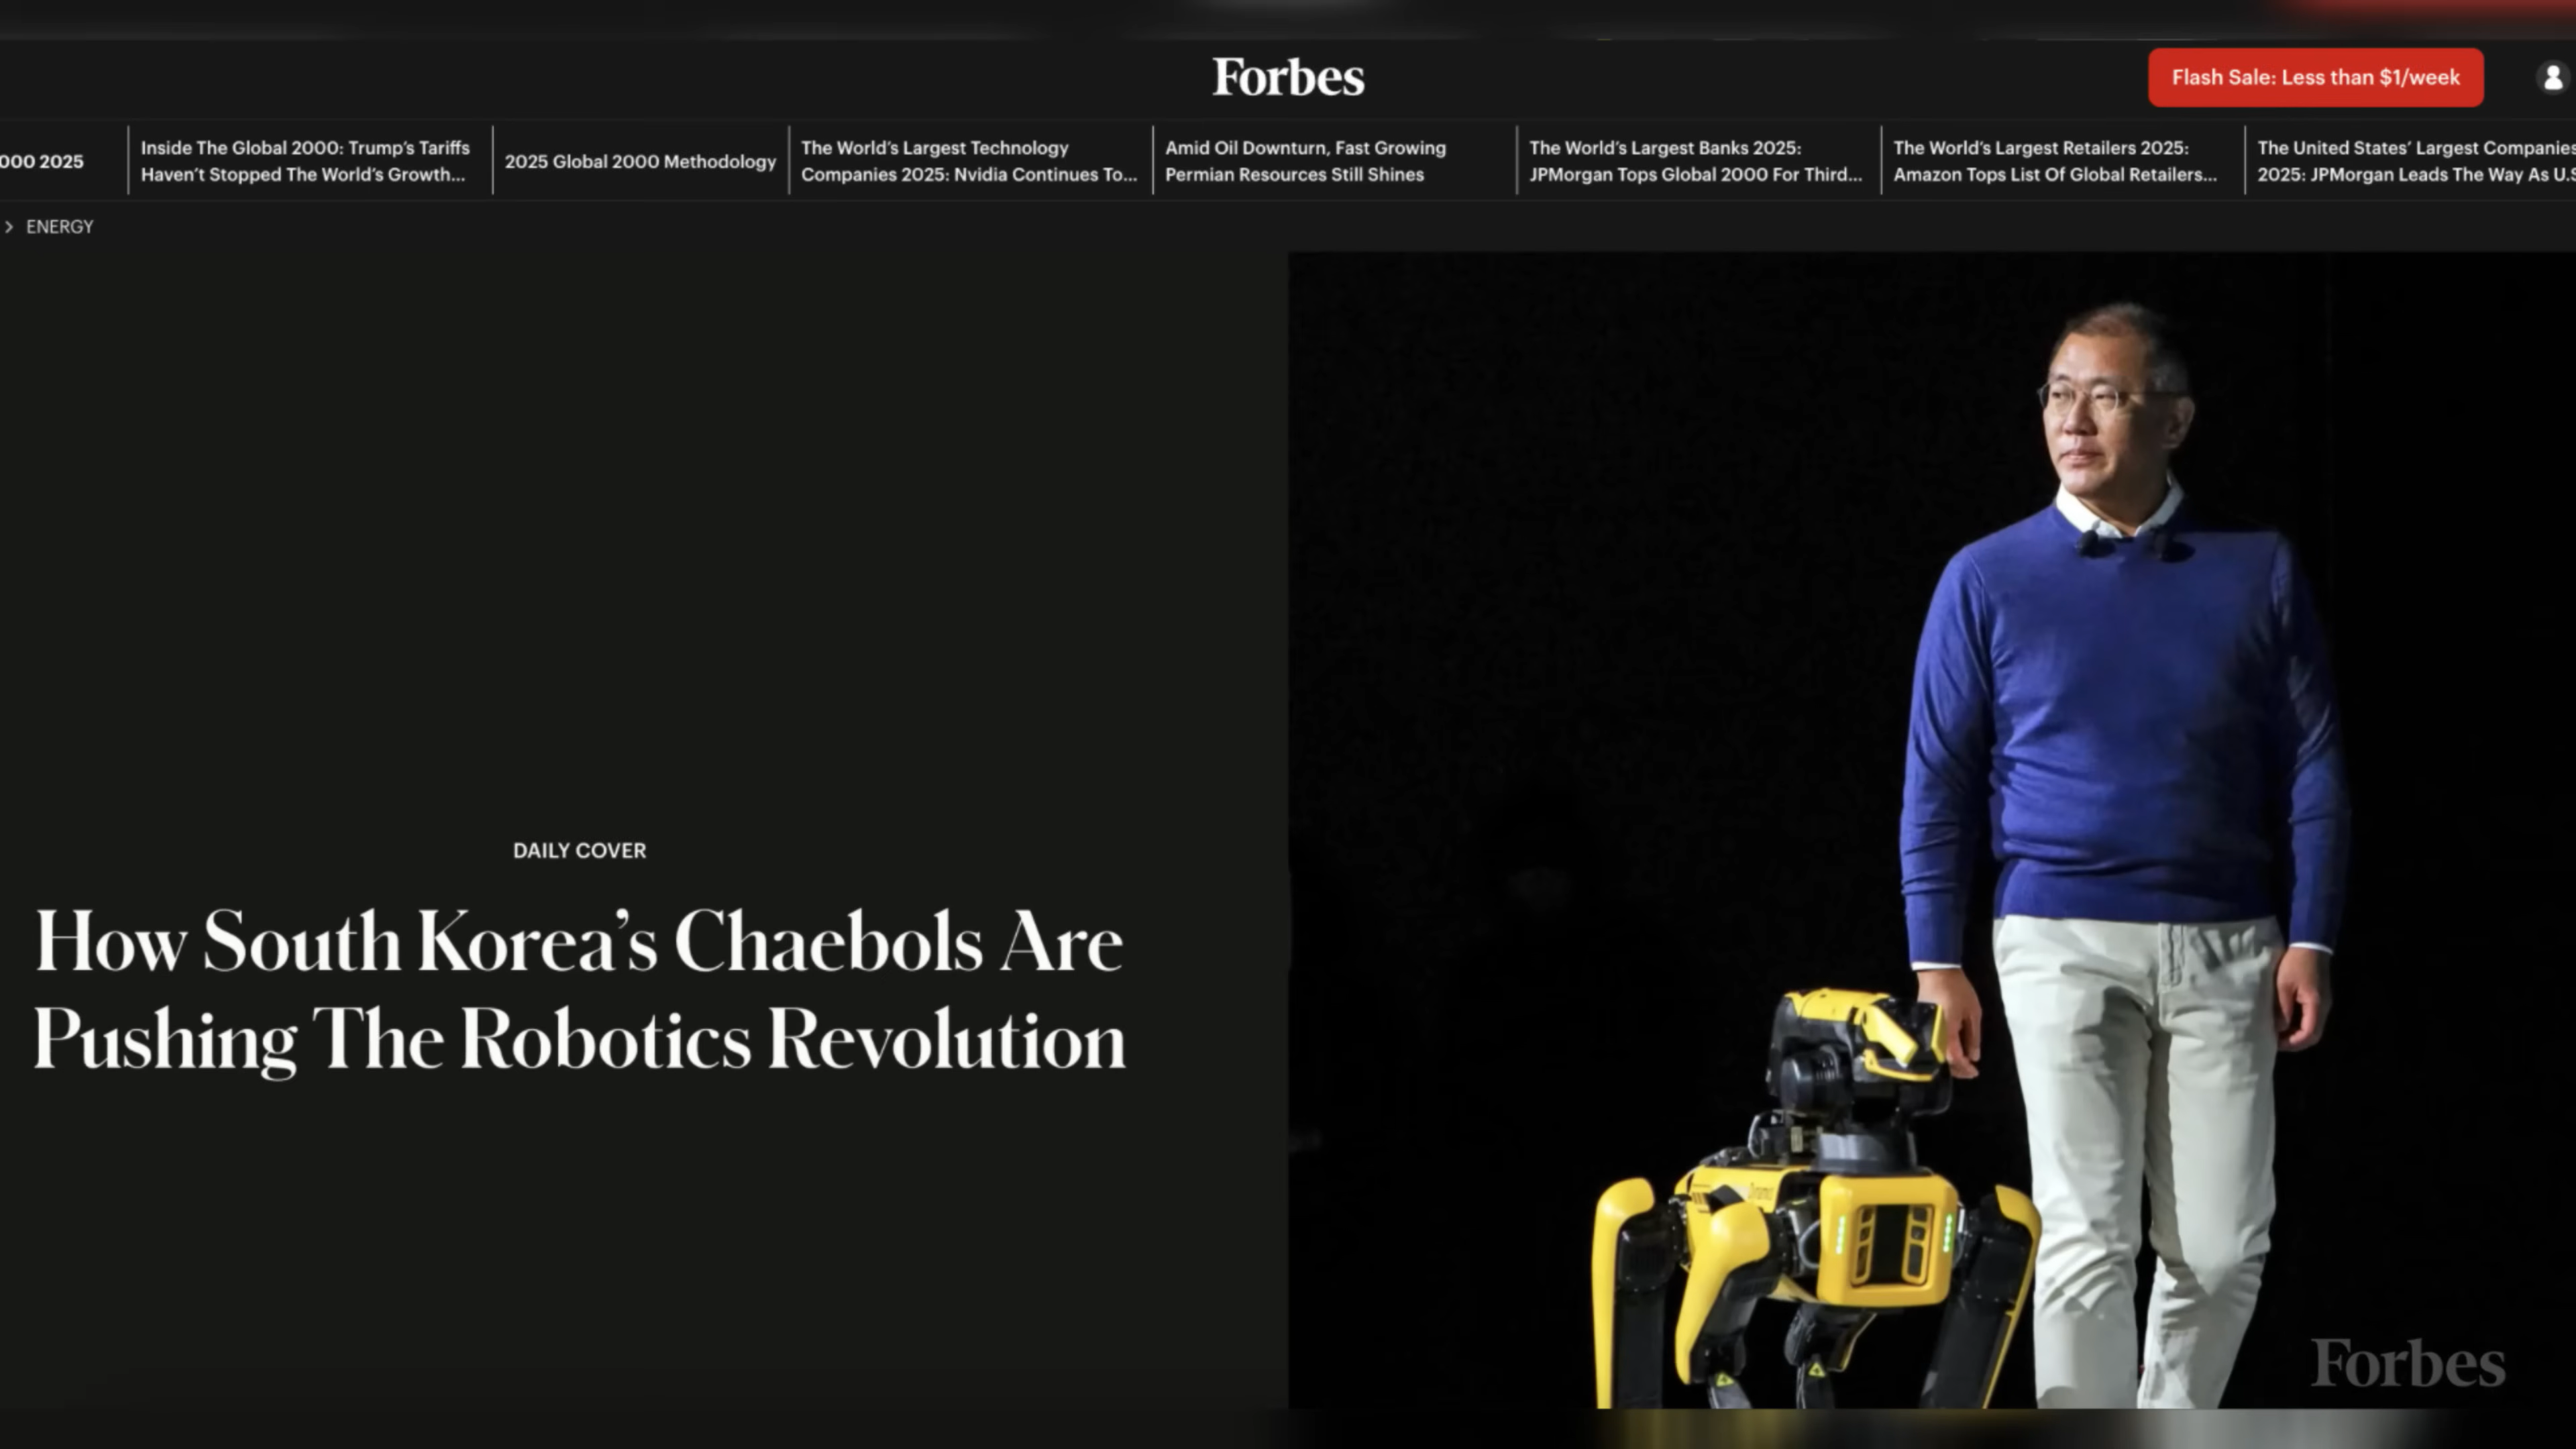 Forbes
Flash Sale: Less than $1/week
000 2025
Inside The Global 2000: Trump's Tariffs
Haven't Stopped The World's Growth...
2025 Global 2000 Methodology
The World's Largest Technology
Companies 2025: Nvidia Continues To...
Amid Oil Downturn, Fast Growing
Permian Resources Still Shines
The World's Largest Banks 2025:
JPMorgan Tops Global 2000 For Third...
The World's Largest Retailers 2025:
Amazon Tops List Of Global Retailers...
The United States' Largest Companies
2025: JPMorgan Leads The Way As U.S
> ENERGY
DAILY COVER
How South Korea's Chaebols Are
Pushing The Robotics Revolution
Forbes